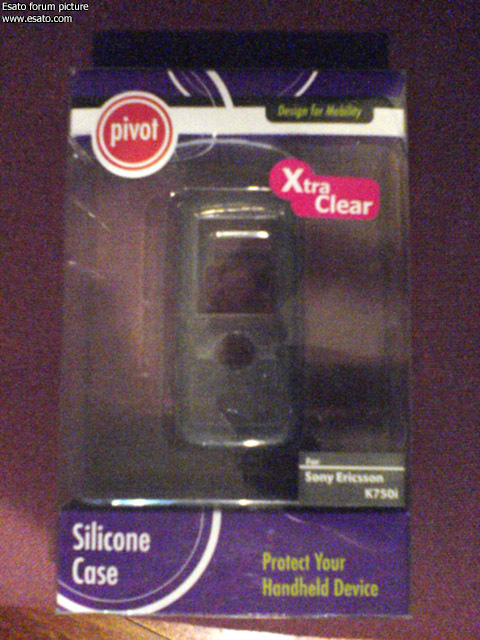 Esato forum picture
www.esato.com
Design for Mobility
pivot
Xtra
Clear
For
Sony Ericsson
K750i
Silicone
Case
Protect Your
Handheld Device